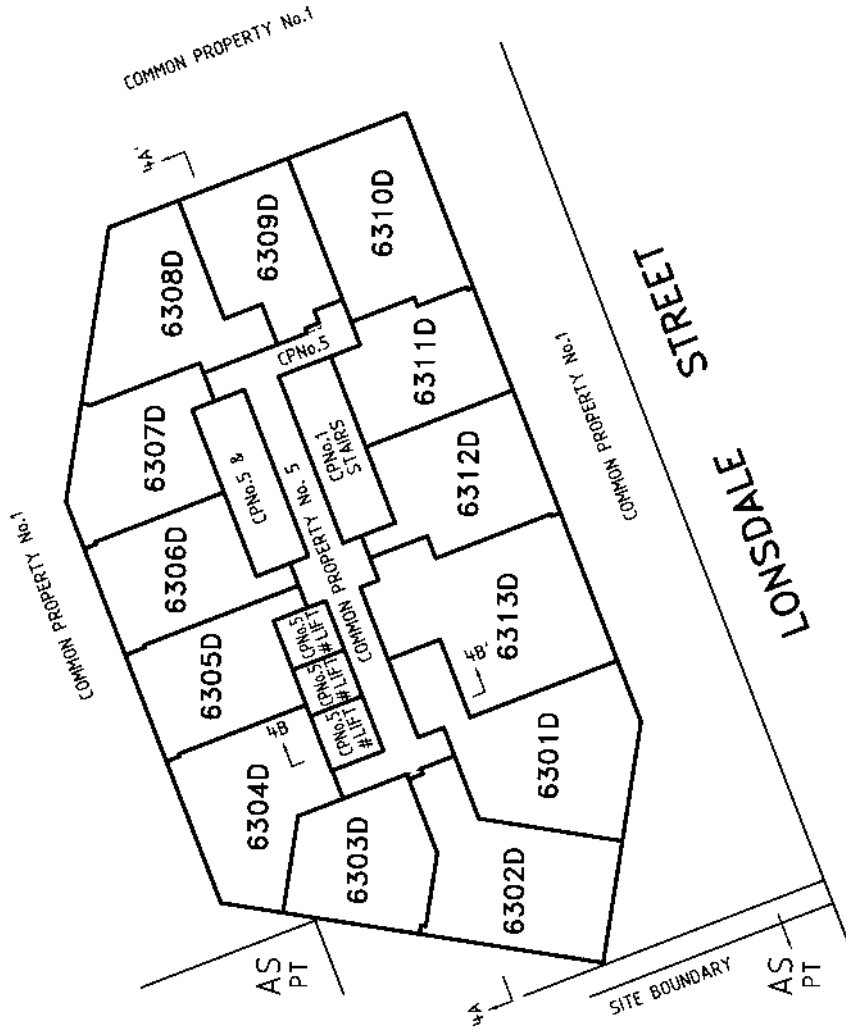 COMMON PROPERTY No.1
4A'
6310D
6309D
6308D
CPNo.5
6311D
6307D
CPNo.5 &
CPNo.1
STAIRS
COMMON PROPERTY No. 5
6312D
6306D
COMMON PROPERTY No.1
COMMON PROPERTY No.1
LONSDALE STREET
6305D
CPNo.5
#LIFT
CPNo.5
#LIFT
CPNo.5
#LIFT
6313D
4B'
4B
6304D
6301D
6303D
6302D
AS
PT
4A
SITE BOUNDARY
AS
PT